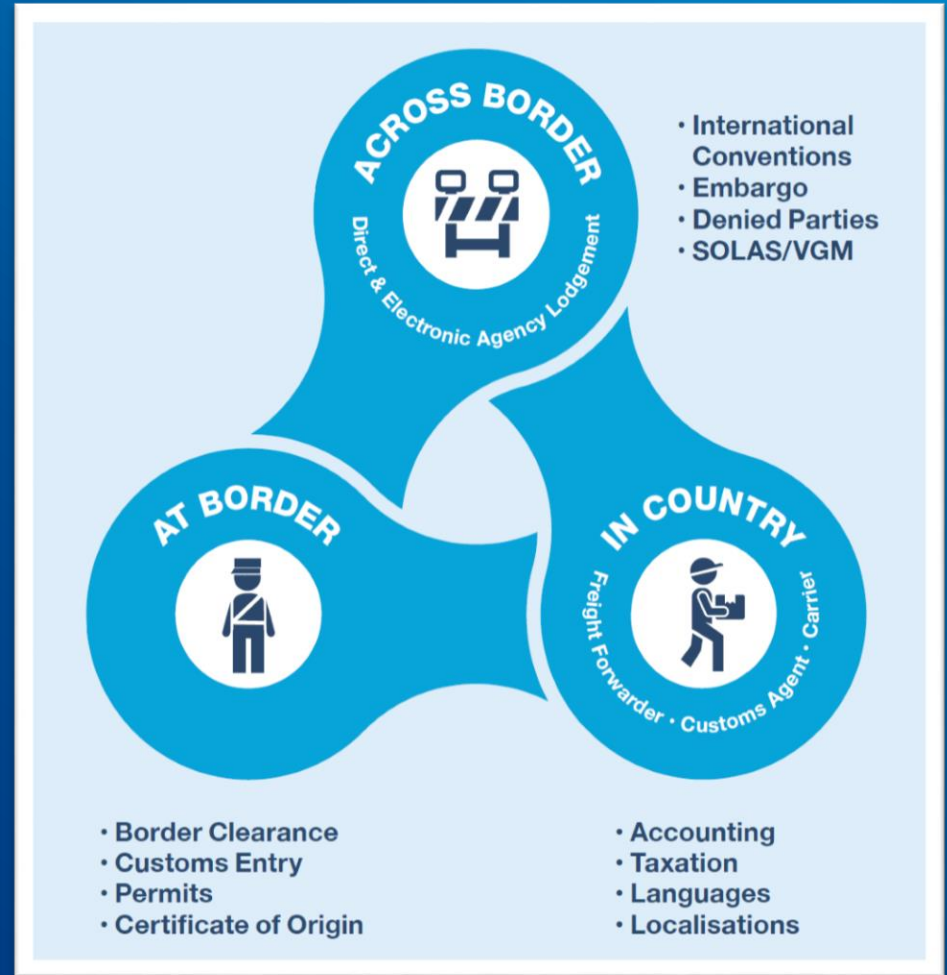 ACROSS BORDER
Direct & Electronic Agency Lodgement
• International
Conventions
• Embargo
• Denied Parties
• SOLAS/VGM
AT BORDER
IN COUNTRY
Freight Forwarder • Customs Agent • Carrier
• Border Clearance
• Customs Entry
• Permits
• Certificate of Origin
• Accounting
• Taxation
• Languages
• Localisations